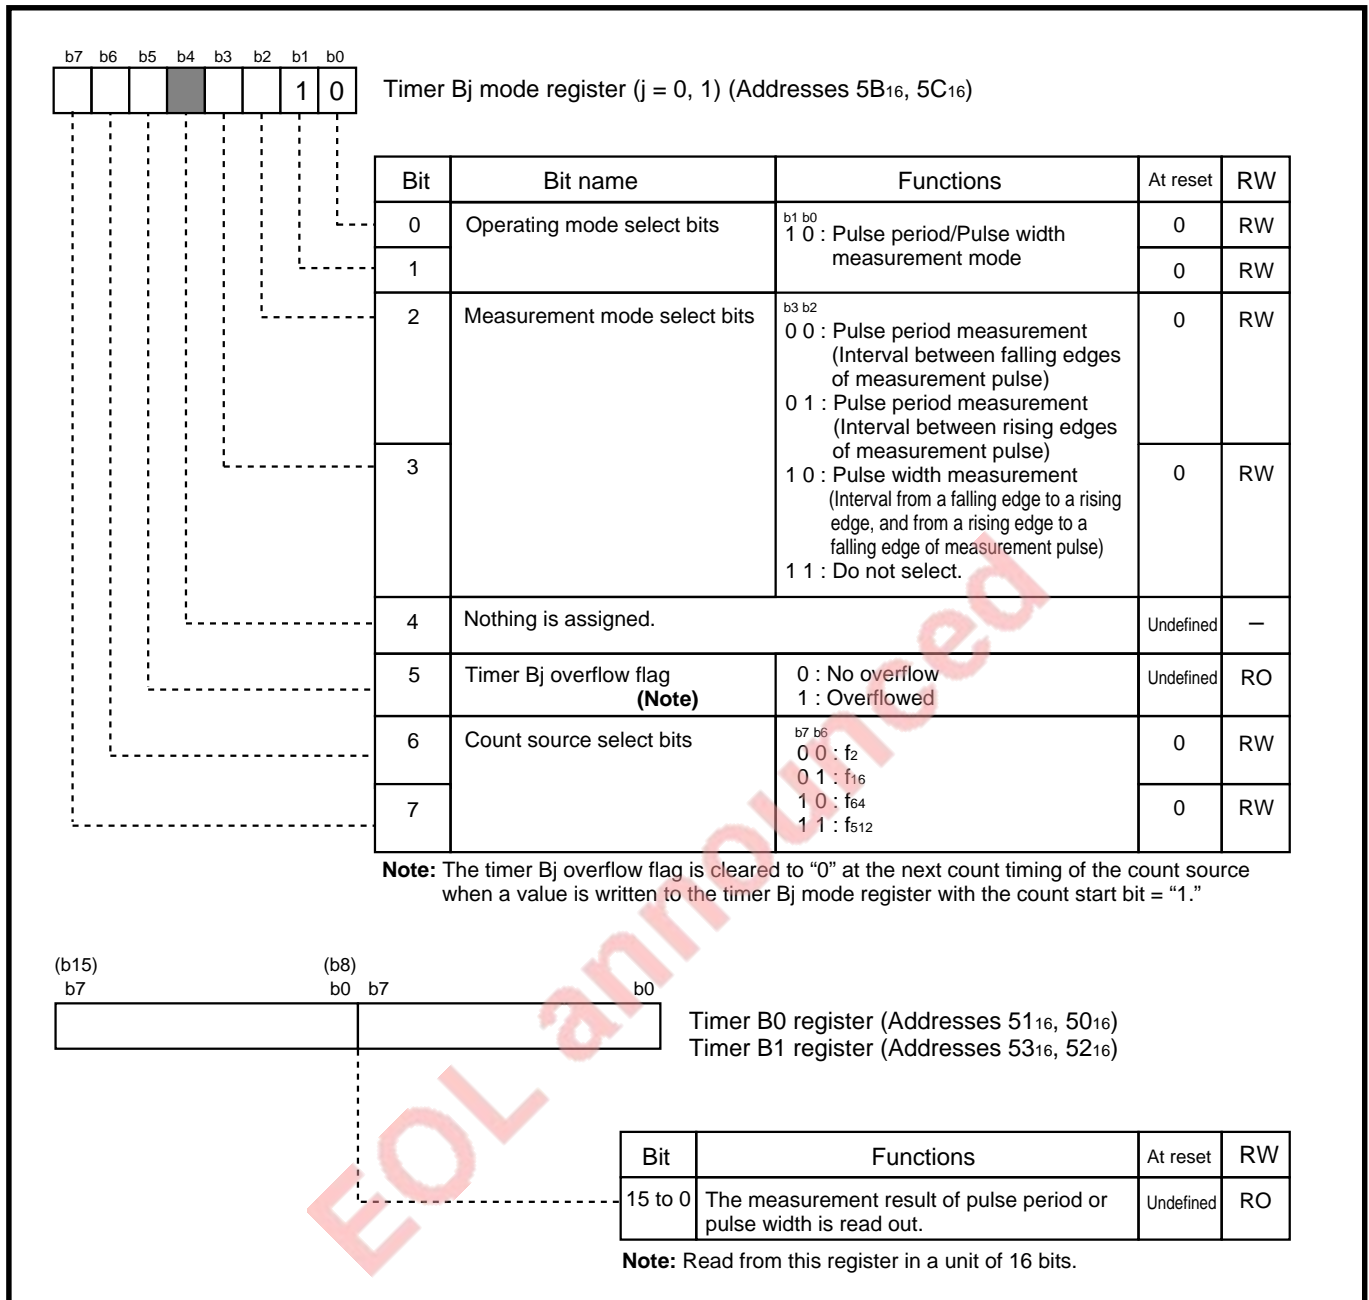 b7 b6 b5 b4 b3 b2 b1 b0
1 0
Timer Bj mode register (j = 0, 1) (Addresses 5B16, 5C16)
Bit Bit name Functions At reset RW
0 Operating mode select bits b1 b0 0 RW
1 0 : Pulse period/Pulse width
measurement mode
1 0 RW
2 Measurement mode select bits b3 b2 0 RW
0 0 : Pulse period measurement
(Interval between falling edges
of measurement pulse)
0 1 : Pulse period measurement
(Interval between rising edges
of measurement pulse)
3 0 RW
1 0 : Pulse width measurement
(Interval from a falling edge to a rising
edge, and from a rising edge to a
falling edge of measurement pulse)
1 1 : Do not select.
4 Nothing is assigned. Undefined –
5 Timer Bj overflow flag 0 : No overflow Undefined RO
(Note) 1 : Overflowed
6 Count source select bits b7 b6 0 RW
0 0 : f2
0 1 : f16
7 1 0 : f64 0 RW
1 1 : f512
Note: The timer Bj overflow flag is cleared to “0” at the next count timing of the count source
when a value is written to the timer Bj mode register with the count start bit = “1.”
(b15) (b8)
b7 b0 b7 b0
Timer B0 register (Addresses 5116, 5016)
Timer B1 register (Addresses 5316, 5216)
Bit Functions At reset RW
15 to 0 The measurement result of pulse period or Undefined RO
pulse width is read out.
Note: Read from this register in a unit of 16 bits.
EOL announced